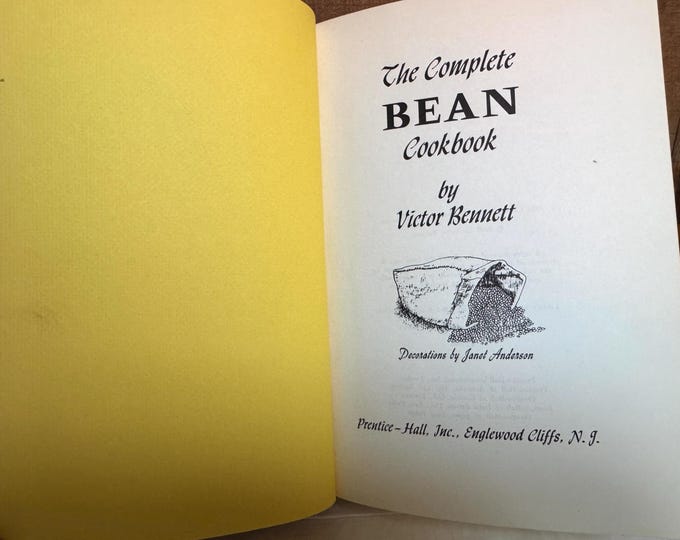 The Complete
BEAN
Cookbook
by
Victor Bennett
Decorations by Janet Anderson
Prentice-Hall, Inc., Englewood Cliffs, N. J.